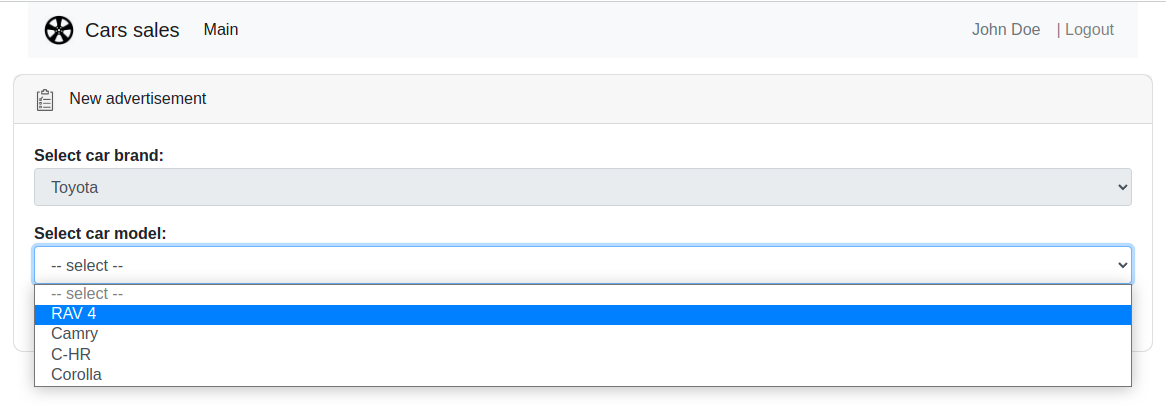 Cars sales Main John Doe | Logout
New advertisement
Select car brand:
Toyota
Select car model:
-- select --
-- select --
RAV 4
Camry
C-HR
Corolla